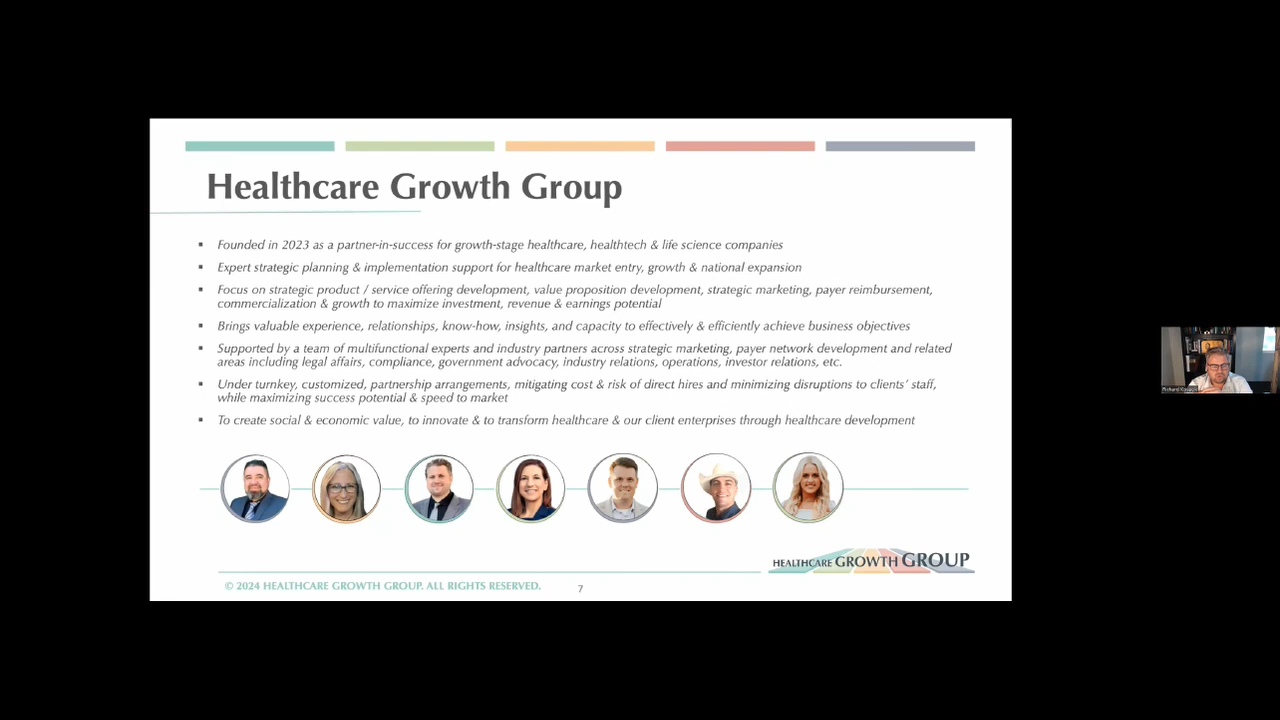 Healthcare Growth Group
▪ Founded in 2023 as a partner-in-success for growth-stage healthcare, healthtech & life science companies
▪ Expert strategic planning & implementation support for healthcare market entry, growth & national expansion
▪ Focus on strategic product / service offering development, value proposition development, strategic marketing, payer reimbursement,
commercialization & growth to maximize investment, revenue & earnings potential
▪ Brings valuable experience, relationships, know-how, insights, and capacity to effectively & efficiently achieve business objectives
▪ Supported by a team of multifunctional experts and industry partners across strategic marketing, payer network development and related
areas including legal affairs, compliance, government advocacy, industry relations, operations, investor relations, etc.
▪ Under turnkey, customized, partnership arrangements, mitigating cost & risk of direct hires and minimizing disruptions to clients’ staff,
while maximizing success potential & speed to market
▪ To create social & economic value, to innovate & to transform healthcare & our client enterprises through healthcare development
HEALTHCARE GROWTH GROUP
© 2024 HEALTHCARE GROWTH GROUP. ALL RIGHTS RESERVED.
7
Richard